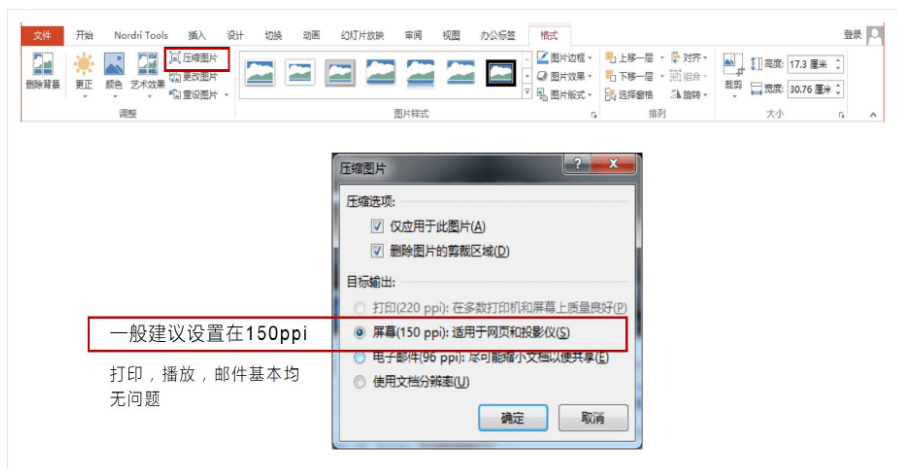 文件 开始 Nordri Tools 插入 设计 切换 动画 幻灯片放映 审阅 视图 办公标签 格式 登录
删除背景 更正 颜色 艺术效果
压缩图片
更改图片
重设图片
图片边框
图片效果
图片版式
上移一层 对齐
下移一层 组合
选择窗格 旋转
裁剪
高度: 17.3 厘米
宽度: 30.76 厘米
调整 图片样式 排列 大小
压缩图片
压缩选项:
仅应用于此图片(A)
删除图片的剪裁区域(D)
目标输出:
打印(220 ppi): 在多数打印机和屏幕上质量良好(P)
一般建议设置在150ppi
屏幕(150 ppi): 适用于网页和投影仪(S)
电子邮件(96 ppi): 尽可能缩小文档以便共享(E)
打印，播放，邮件基本均
无问题
使用文档分辨率(U)
确定 取消